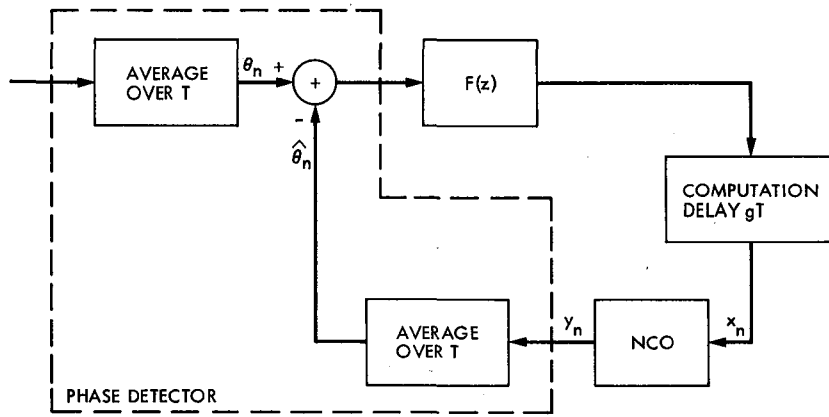 AVERAGE
OVER T
θn +
+
-
θ̂n
F(z)
COMPUTATION
DELAY gT
xn
NCO
yn
AVERAGE
OVER T
PHASE DETECTOR